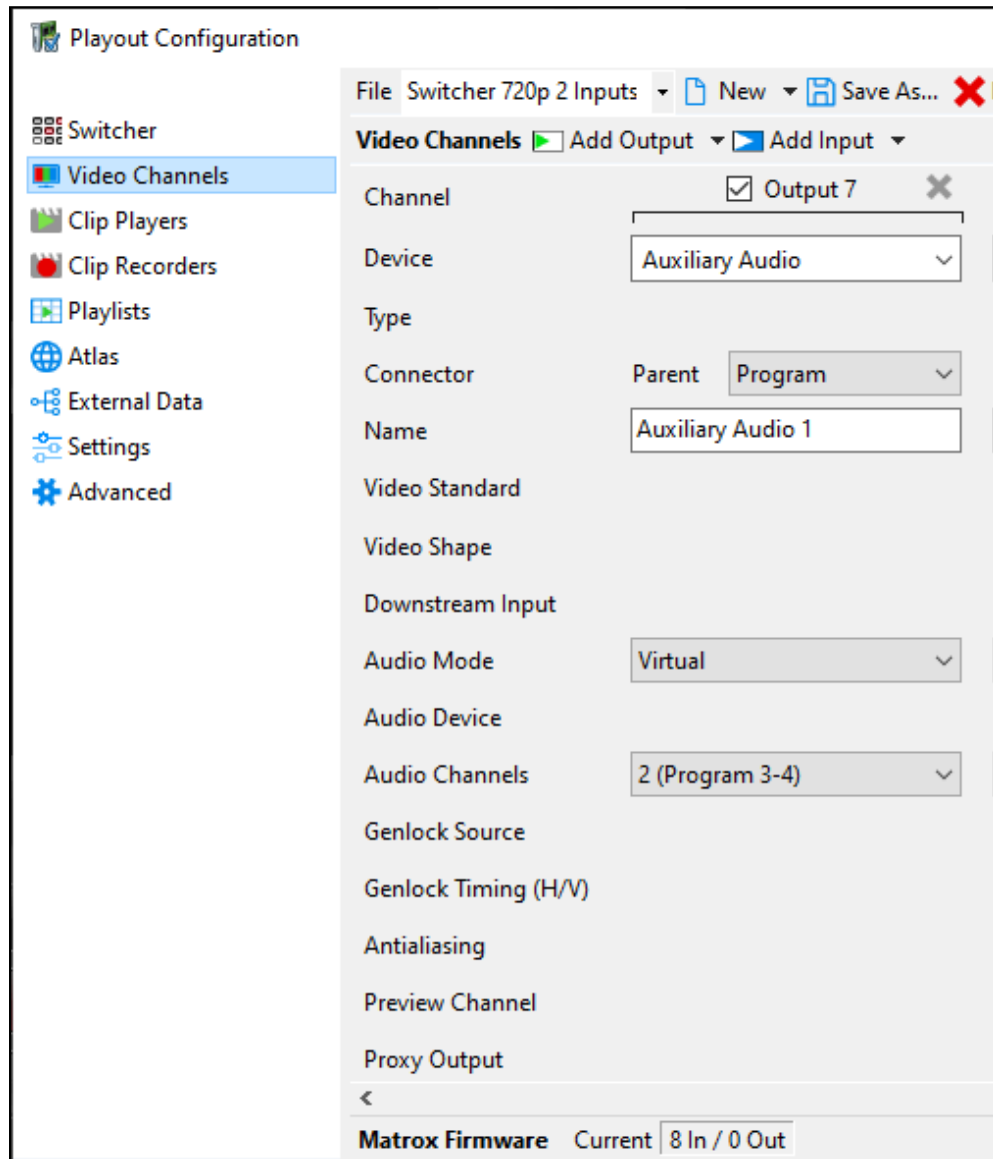 Playout Configuration
File Switcher 720p 2 Inputs New Save As...
Switcher
Video Channels
Clip Players
Clip Recorders
Playlists
Atlas
External Data
Settings
Advanced
Video Channels Add Output Add Input
Channel Output 7
Device Auxiliary Audio
Type
Connector Parent Program
Name Auxiliary Audio 1
Video Standard
Video Shape
Downstream Input
Audio Mode Virtual
Audio Device
Audio Channels 2 (Program 3-4)
Genlock Source
Genlock Timing (H/V)
Antialiasing
Preview Channel
Proxy Output
Matrox Firmware Current 8 In / 0 Out